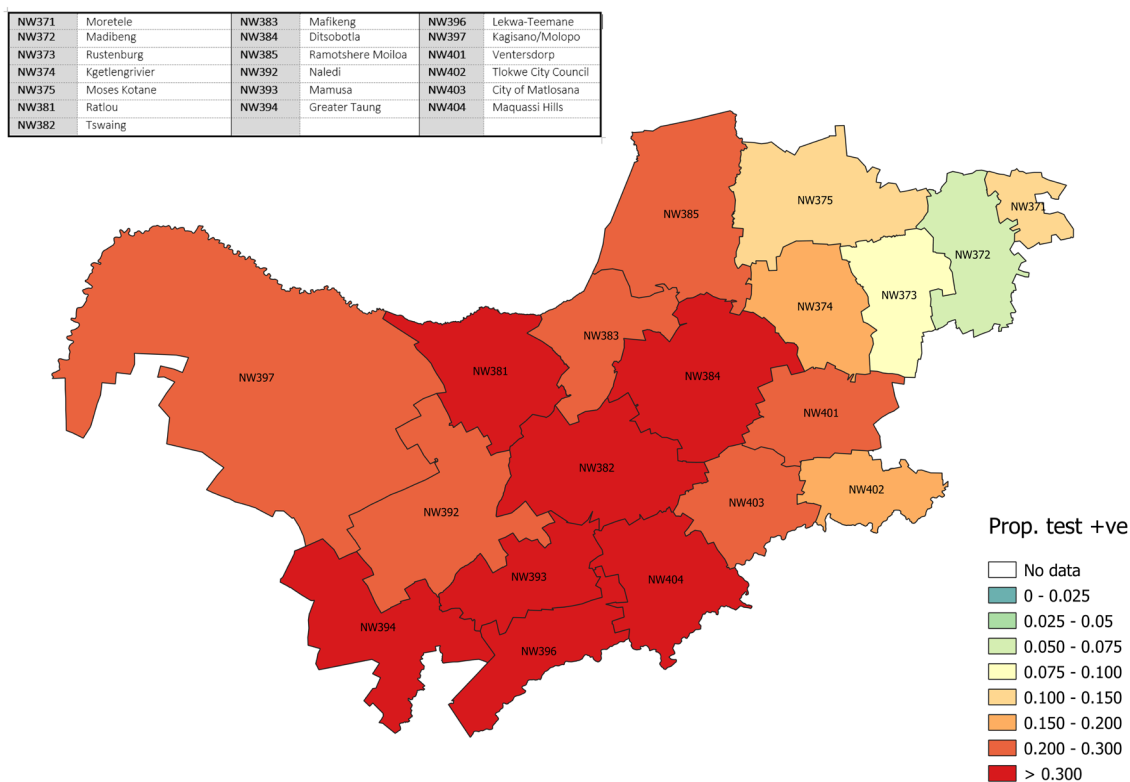 NW371 Moretele NW383 Mafikeng NW396 Lekwa-Teemane
NW372 Madibeng NW384 Ditsobotla NW397 Kagisano/Molopo
NW373 Rustenburg NW385 Ramotshere Moiloa NW401 Ventersdorp
NW374 Kgetlengrivier NW392 Naledi NW402 Tlokwe City Council
NW375 Moses Kotane NW393 Mamusa NW403 City of Matlosana
NW381 Ratlou NW394 Greater Taung NW404 Maquassi Hills
NW382 Tswaing
NW375
NW371
NW385
NW372
NW373
NW374
NW383
NW381
NW384
NW397
NW401
NW382
NW402
NW403
NW392
NW393
NW404
NW394
NW396
Prop. test +ve
No data
0 - 0.025
0.025 - 0.05
0.050 - 0.075
0.075 - 0.100
0.100 - 0.150
0.150 - 0.200
0.200 - 0.300
> 0.300